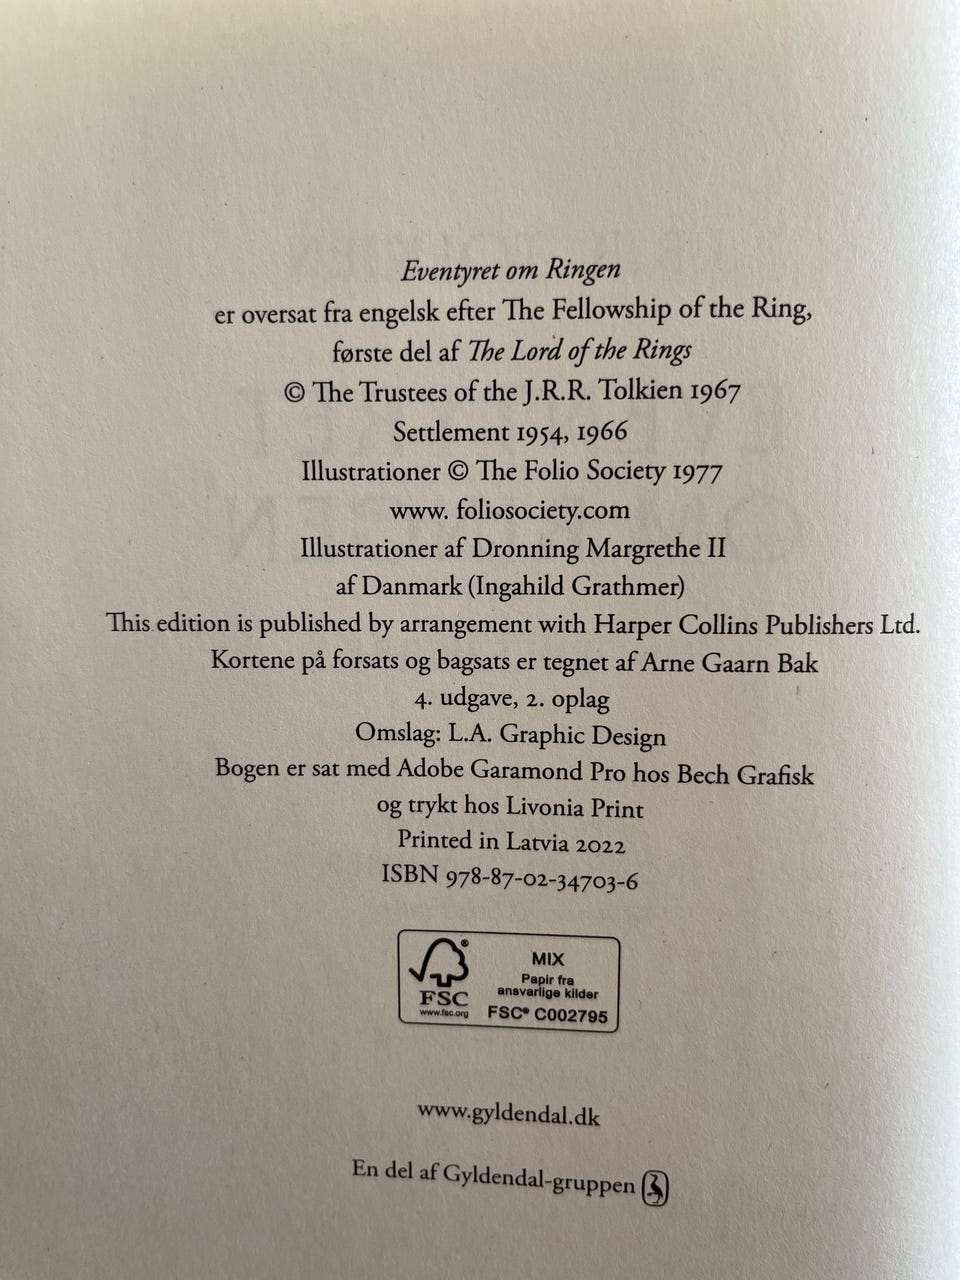 Eventyret om Ringen
er oversat fra engelsk efter The Fellowship of the Ring,
første del af The Lord of the Rings
© The Trustees of the J.R.R. Tolkien 1967
Settlement 1954, 1966
Illustrationer © The Folio Society 1977
www. foliosociety.com
Illustrationer af Dronning Margrethe II
af Danmark (Ingahild Grathmer)
This edition is published by arrangement with Harper Collins Publishers Ltd.
Kortene på forsats og bagsats er tegnet af Arne Gaarn Bak
4. udgave, 2. oplag
Omslag: L.A. Graphic Design
Bogen er sat med Adobe Garamond Pro hos Bech Grafisk
og trykt hos Livonia Print
Printed in Latvia 2022
ISBN 978-87-02-34703-6
FSC®
www.fsc.org
MIX
Papir fra
ansvarlige kilder
FSC® C002795
www.gyldendal.dk
En del af Gyldendal-gruppen